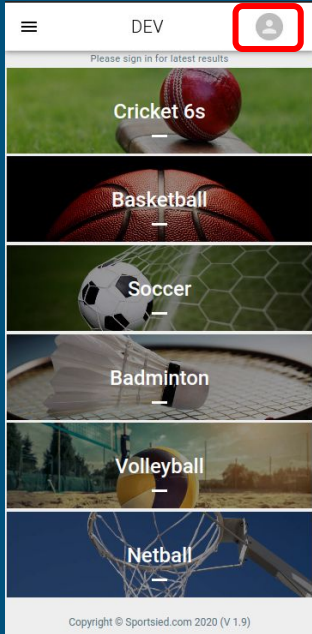 DEV
Please sign in for latest results
Cricket 6s
Basketball
Soccer
Badminton
Volleyball
Netball
Copyright © Sportsied.com 2020 (V 1.9)